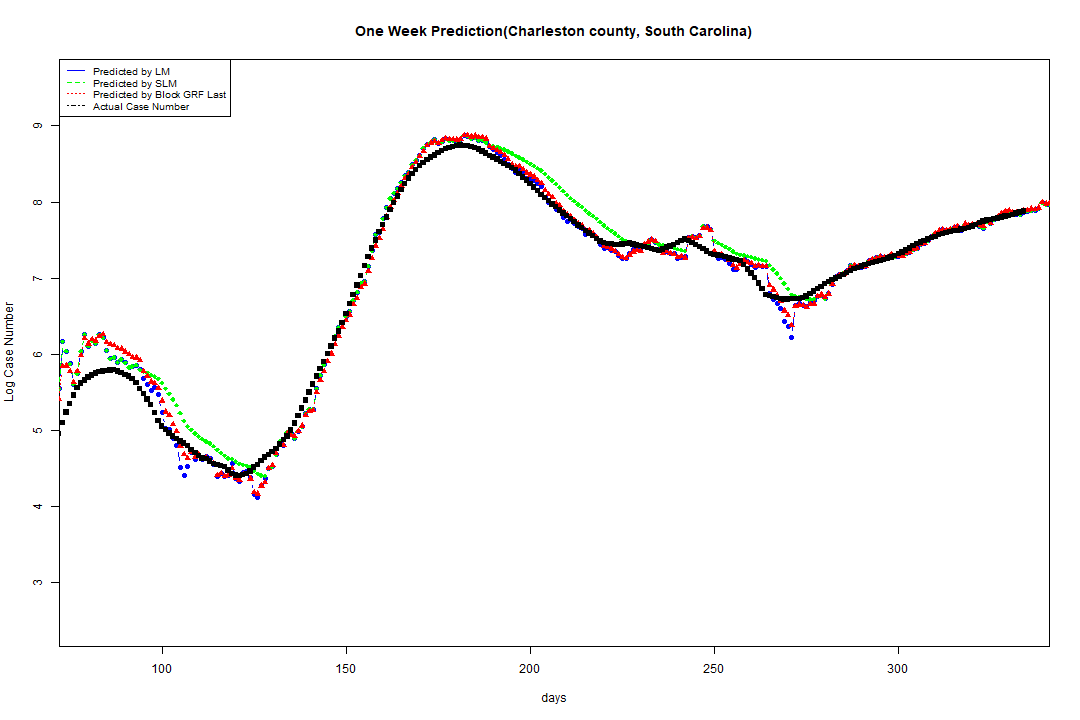 One Week Prediction(Charleston county, South Carolina)
Predicted by LM
Predicted by SLM
Predicted by Block GRF Last
Actual Case Number
9
8
7
6
5
4
3
Log Case Number
100
150
200
250
300
days